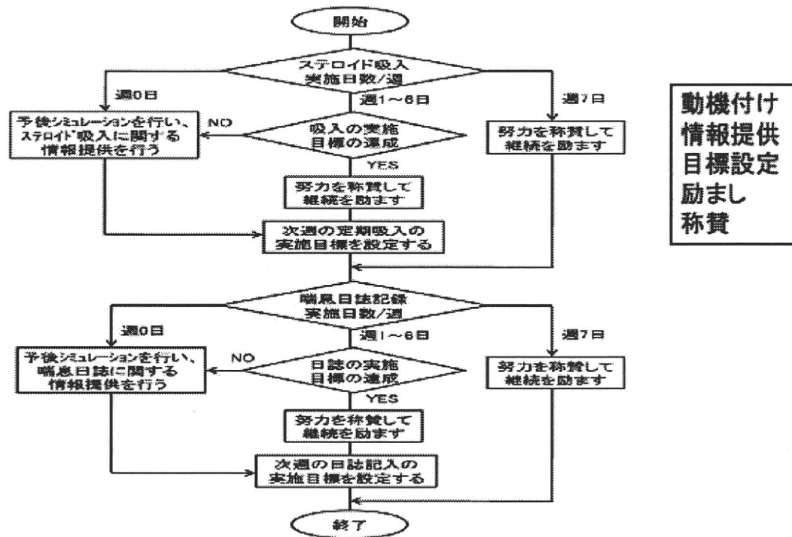 開始
ステロイド吸入
実施日数/週
週0日
週1～6日
週7日
予後シミュレーションを行い、
ステロイド吸入に関する
情報提供を行う
NO
吸入の実施
目標の達成
努力を称賛して
継続を励ます
YES
努力を称賛して
継続を励ます
次週の定期吸入の
実施目標を設定する
喘息日誌記録
実施日数/週
週0日
週1～6日
週7日
予後シミュレーションを行い、
喘息日誌に関する
情報提供を行う
NO
日誌の実施
目標の達成
努力を称賛して
継続を励ます
YES
努力を称賛して
継続を励ます
次週の日誌記入の
実施目標を設定する
終了
動機付け
情報提供
目標設定
励まし
称賛